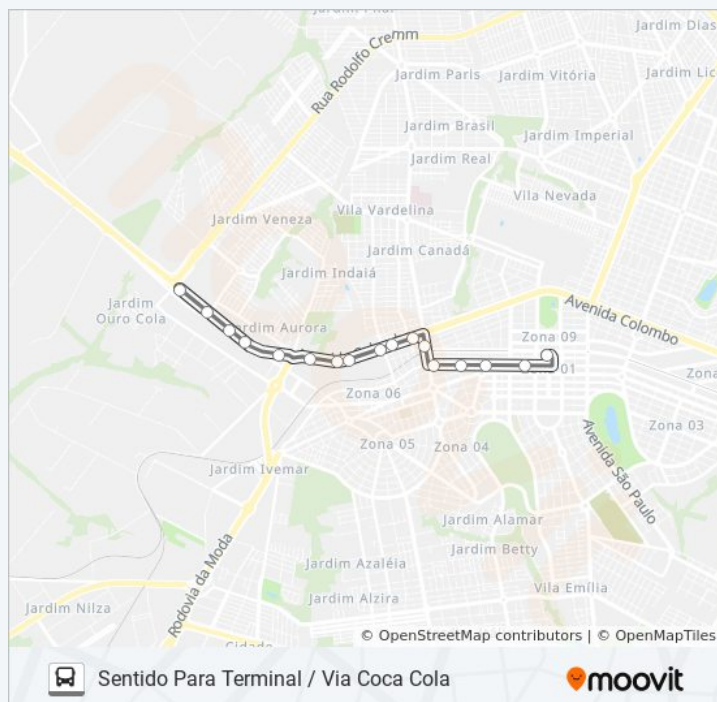 Rua Rodolfo Cremm
Jardim Dias
Jardim Paris
Jardim Vitória
Jardim Lic
Jardim Brasil
Jardim Imperial
Jardim Real
Vila Nevada
Vila Vardelina
Jardim Veneza
Jardim Canadá
Jardim Indaiá
Jardim
Ouro Cola
Avenida Colombo
Jardim Aurora
Zona 09
01
Zona 06
Zona 03
Zona 05
Zona 04
Avenida São Paulo
Jardim Ivemar
Jardim Alamar
Jardim Betty
Rodovia da Moda
Jardim Azaléia
Vila Emília
Jardim Nilza
Jardim Alzira
Cidade
© OpenStreetMap contributors | © OpenMapTiles
Sentido Para Terminal / Via Coca Cola
moovit